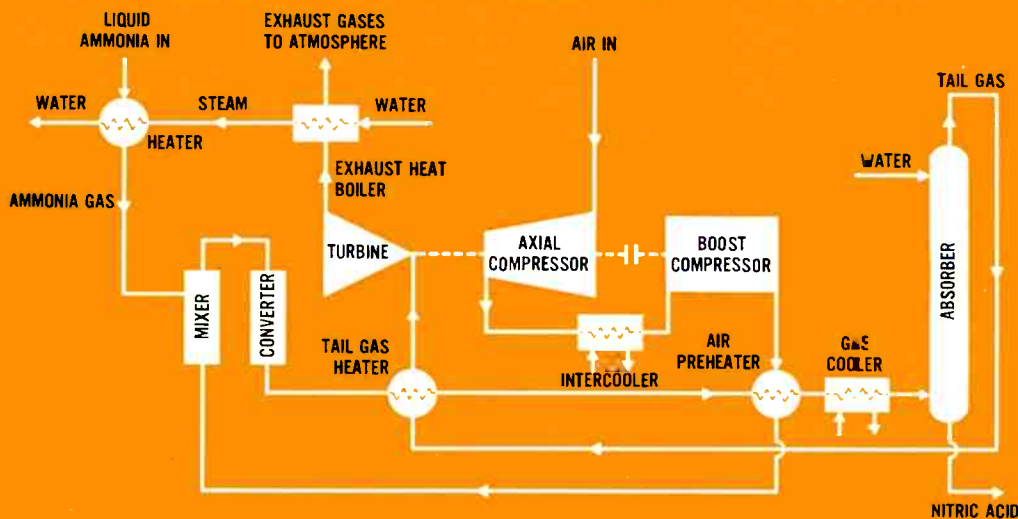 LIQUID
AMMONIA IN
EXHAUST GASES
TO ATMOSPHERE
AIR IN
TAIL GAS
WATER
STEAM
WATER
HEATER
EXHAUST HEAT
BOILER
WATER
AMMONIA GAS
TURBINE
AXIAL
COMPRESSOR
BOOST
COMPRESSOR
ABSORBER
MIXER
CONVERTER
TAIL GAS
HEATER
INTERCOOLER
AIR
PREHEATER
GAS
COOLER
NITRIC ACID